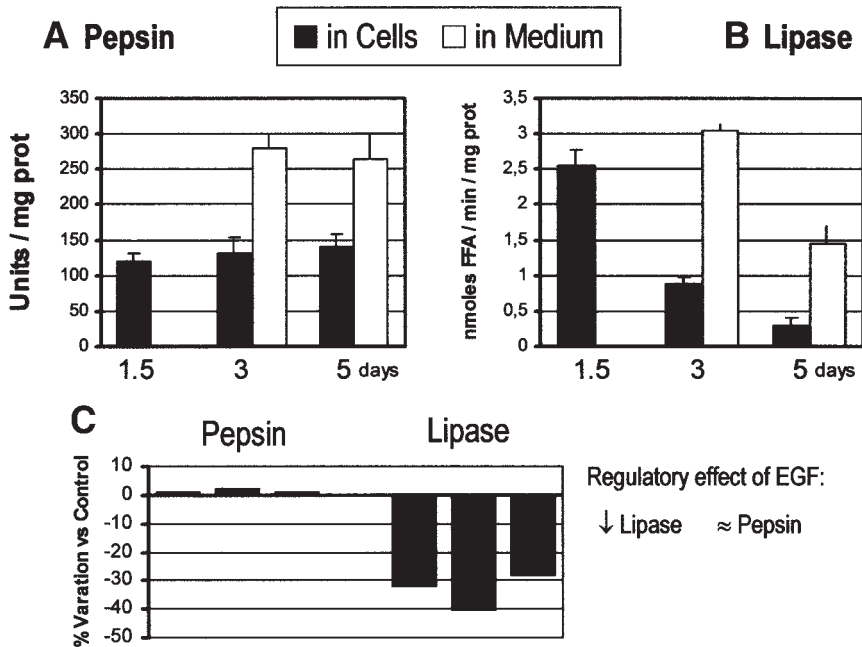 A Pepsin
in Cells
in Medium
B Lipase
Units / mg prot
350
300
250
200
150
100
50
0
1.5
3
5 days
nmoles FFA / min / mg prot
3,5
3
2,5
2
1,5
1
0,5
0
1.5
3
5 days
C
Pepsin
Lipase
% Varation vs Control
10
0
-10
-20
-30
-40
-50
Regulatory effect of EGF:
↓ Lipase ≈ Pepsin